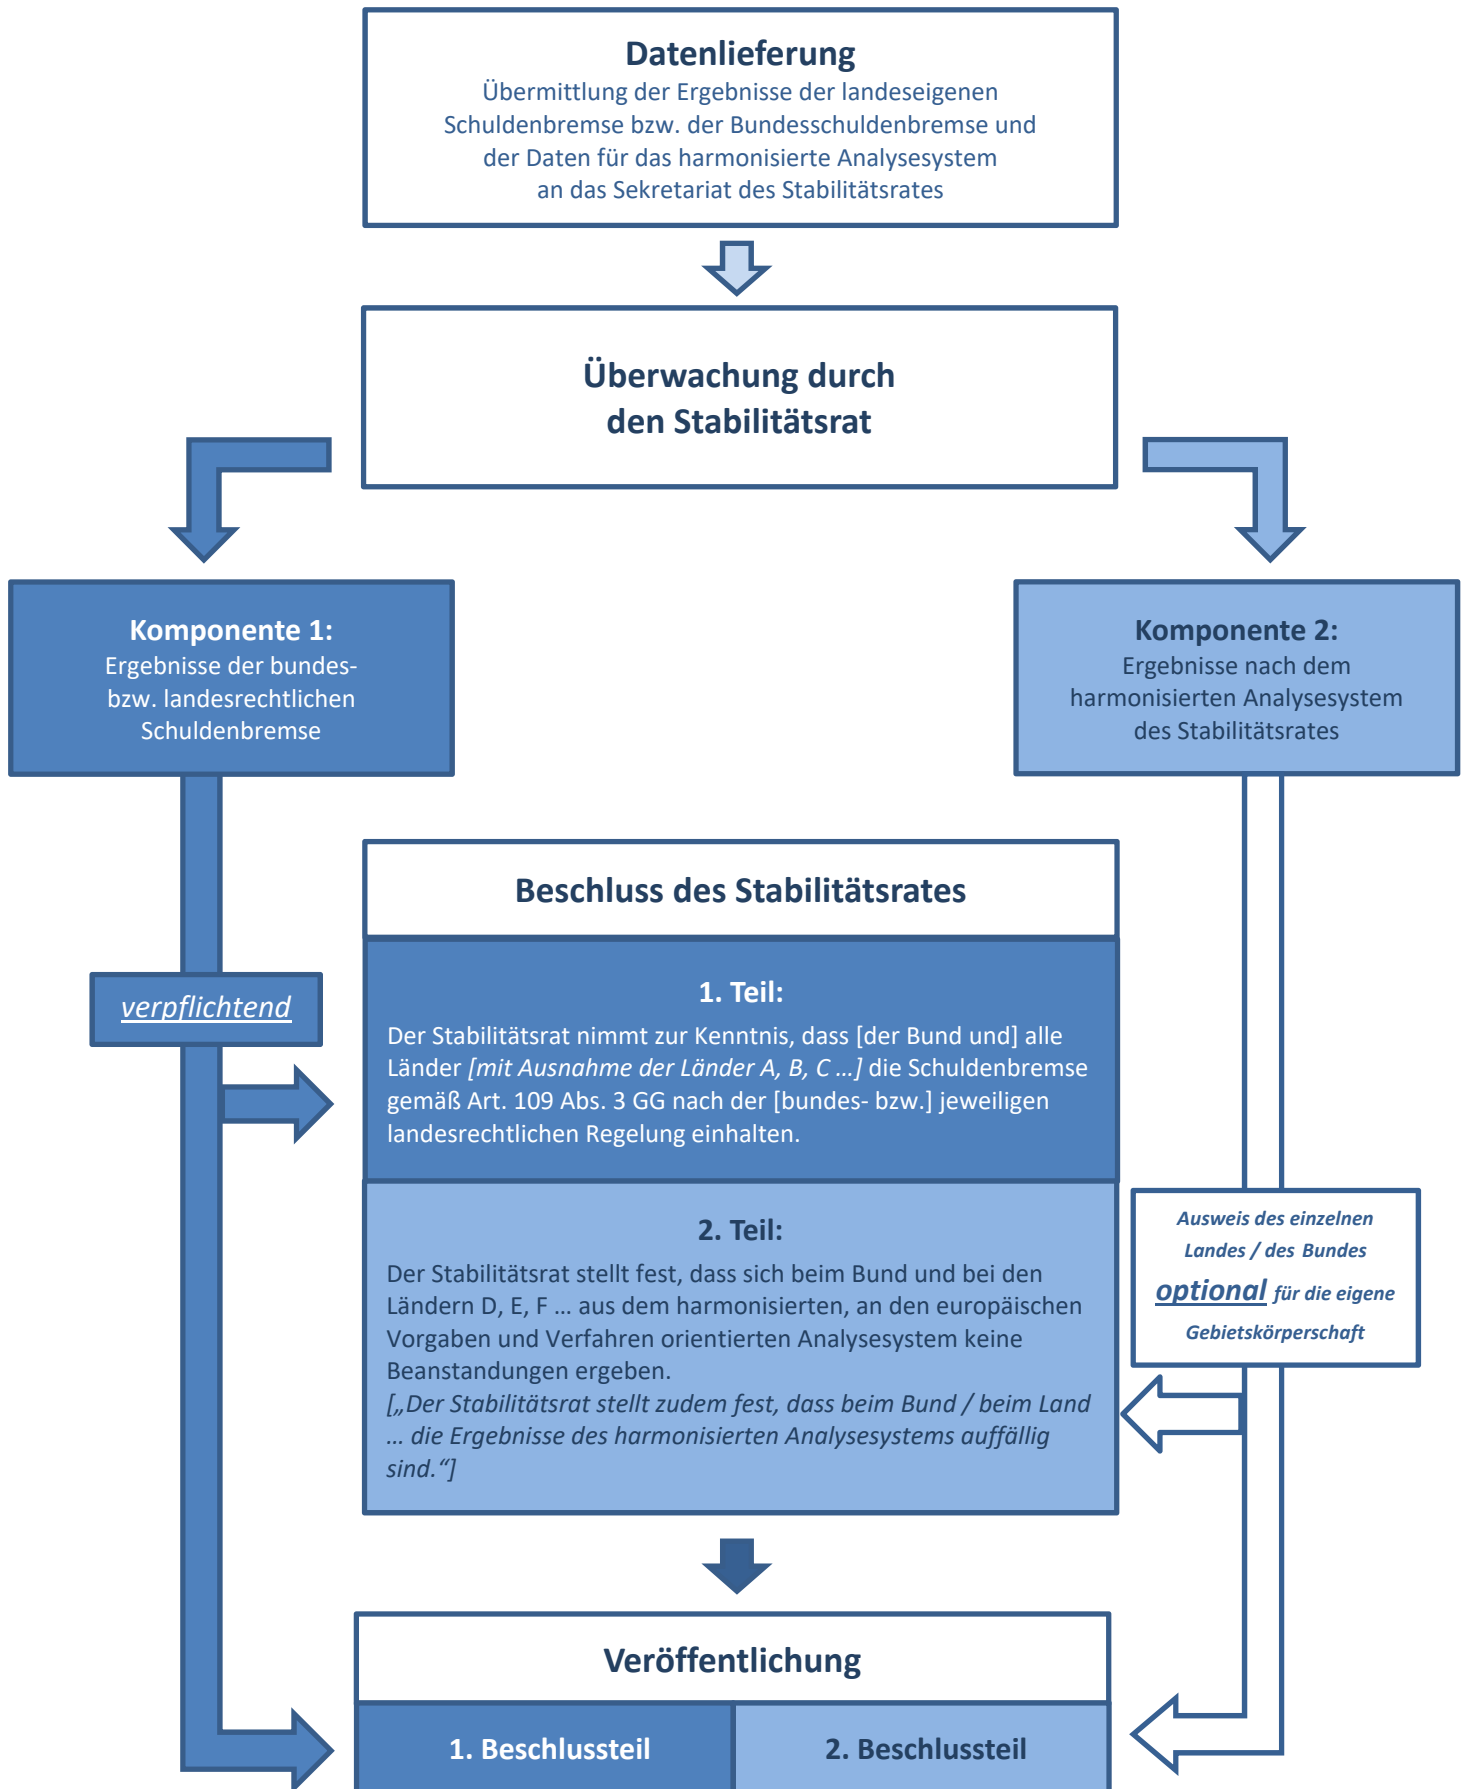 Datenlieferung
Übermittlung der Ergebnisse der landeseigenen
Schuldenbremse bzw. der Bundesschuldenbremse und
der Daten für das harmonisierte Analysesystem
an das Sekretariat des Stabilitätsrates
Überwachung durch
den Stabilitätsrat
Komponente 1:
Ergebnisse der bundes-
bzw. landesrechtlichen
Schuldenbremse
Komponente 2:
Ergebnisse nach dem
harmonisierten Analysesystem
des Stabilitätsrates
Beschluss des Stabilitätsrates
verpflichtend
1. Teil:
Der Stabilitätsrat nimmt zur Kenntnis, dass [der Bund und] alle
Länder [mit Ausnahme der Länder A, B, C …] die Schuldenbremse
gemäß Art. 109 Abs. 3 GG nach der [bundes- bzw.] jeweiligen
landesrechtlichen Regelung einhalten.
2. Teil:
Der Stabilitätsrat stellt fest, dass sich beim Bund und bei den
Ländern D, E, F … aus dem harmonisierten, an den europäischen
Vorgaben und Verfahren orientierten Analysesystem keine
Beanstandungen ergeben.
[„Der Stabilitätsrat stellt zudem fest, dass beim Bund / beim Land
… die Ergebnisse des harmonisierten Analysesystems auffällig
sind.“]
Ausweis des einzelnen
Landes / des Bundes
optional für die eigene
Gebietskörperschaft
Veröffentlichung
1. Beschlussteil
2. Beschlussteil